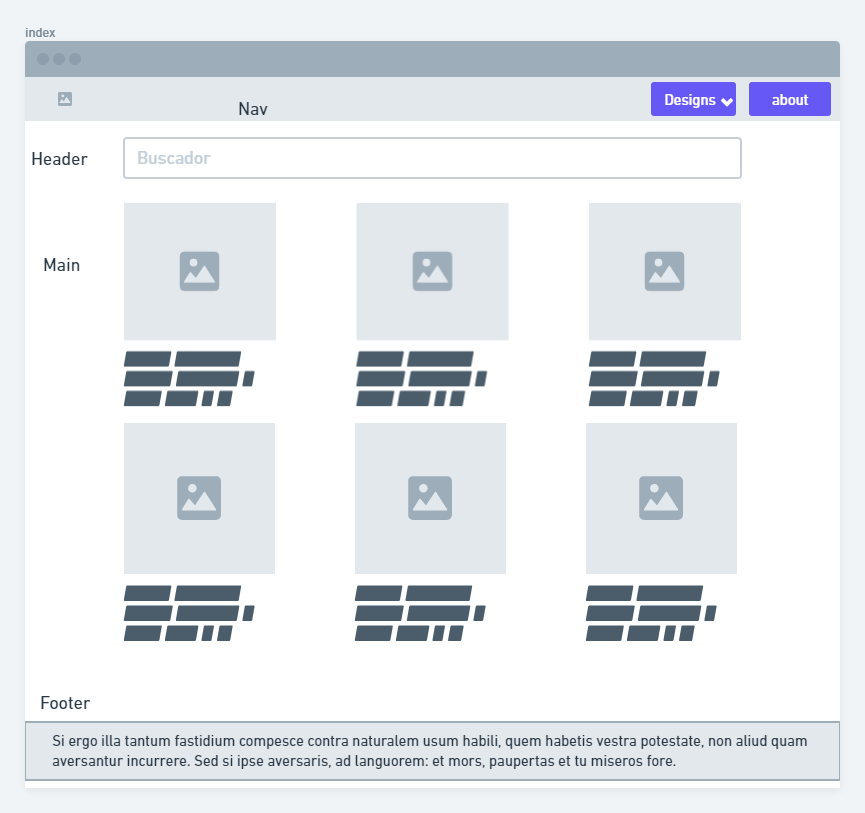 index
Nav
Designs
about
Header
Buscador
Main
Footer
Si ergo illa tantum fastidium compesce contra naturalem usum habili, quem habetis vestra potestate, non aliud quam
aversantur incurrere. Sed si ipse aversaris, ad languorem: et mors, paupertas et tu miseros fore.